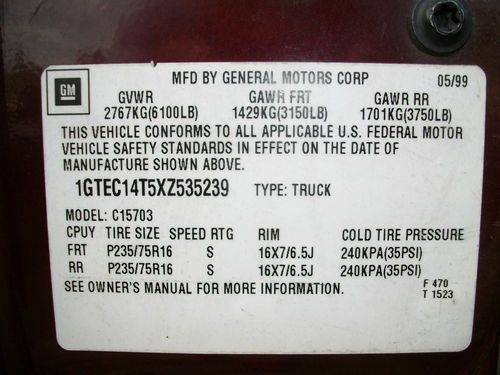 GM
MFD BY GENERAL MOTORS CORP 05/99
GVWR GAWR FRT GAWR RR
2767KG(6100LB) 1429KG(3150LB) 1701KG(3750LB)
THIS VEHICLE CONFORMS TO ALL APPLICABLE U.S. FEDERAL MOTOR
VEHICLE SAFETY STANDARDS IN EFFECT ON THE DATE OF
MANUFACTURE SHOWN ABOVE.
1GTEC14T5XZ535239 TYPE: TRUCK
MODEL: C15703
CPUY TIRE SIZE SPEED RTG RIM COLD TIRE PRESSURE
FRT P235/75R16 S 16X7/6.5J 240KPA(35PSI)
RR P235/75R16 S 16X7/6.5J 240KPA(35PSI)
SEE OWNER'S MANUAL FOR MORE INFORMATION. F 470
T 1523